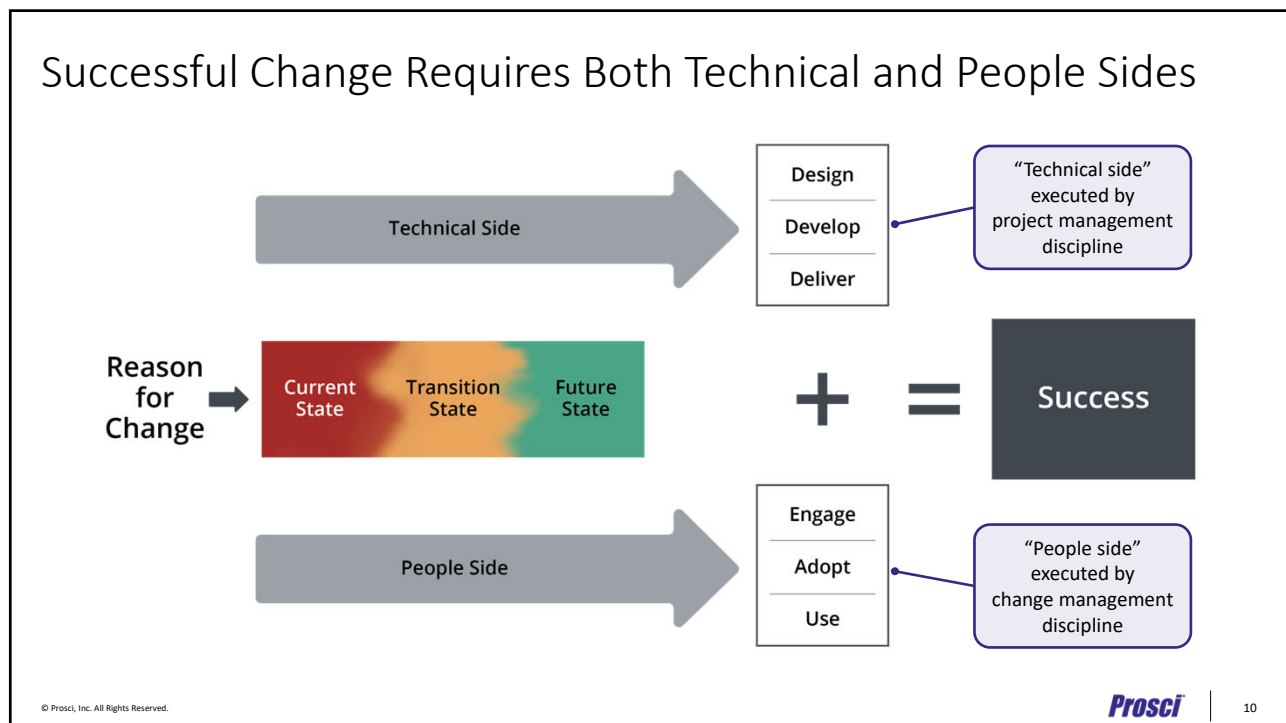 Successful Change Requires Both Technical and People Sides
Technical Side
Design
Develop
Deliver
“Technical side”
executed by
project management
discipline
Reason
for
Change
Current
State
Transition
State
Future
State
+
=
Success
People Side
Engage
Adopt
Use
“People side”
executed by
change management
discipline
© Prosci, Inc. All Rights Reserved.
Prosci
10